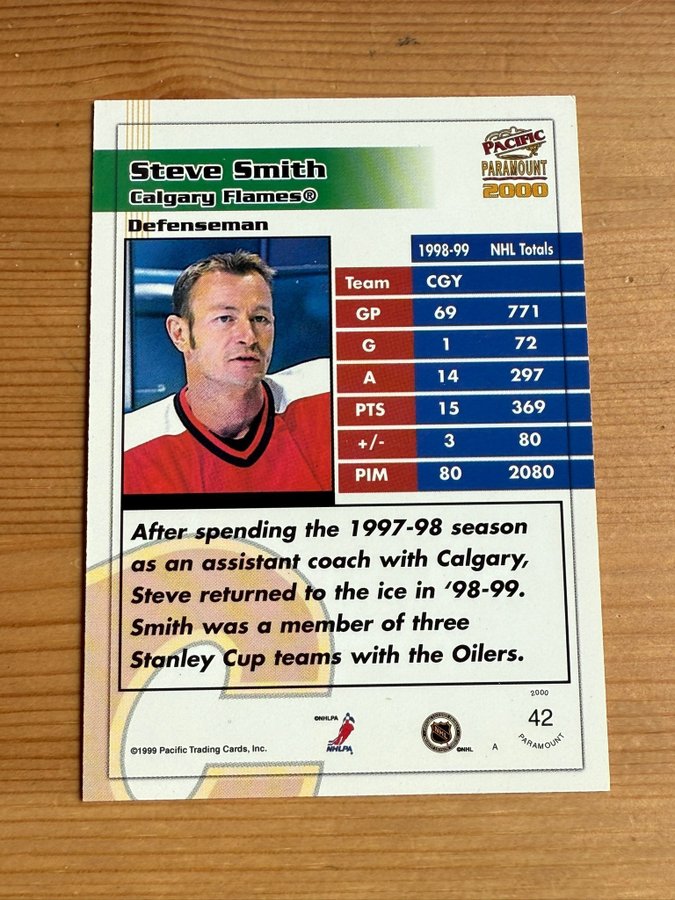 Steve Smith
Calgary Flames®
Defenseman
PACIFIC
PARAMOUNT
2000
1998-99 NHL Totals
Team CGY
GP 69 771
G 1 72
A 14 297
PTS 15 369
+/- 3 80
PIM 80 2080
After spending the 1997-98 season
as an assistant coach with Calgary,
Steve returned to the ice in ‘98-99.
Smith was a member of three
Stanley Cup teams with the Oilers.
©1999 Pacific Trading Cards, Inc.
©NHLPA
NHLPA
NHL
©NHL
A
2000
42
PARAMOUNT